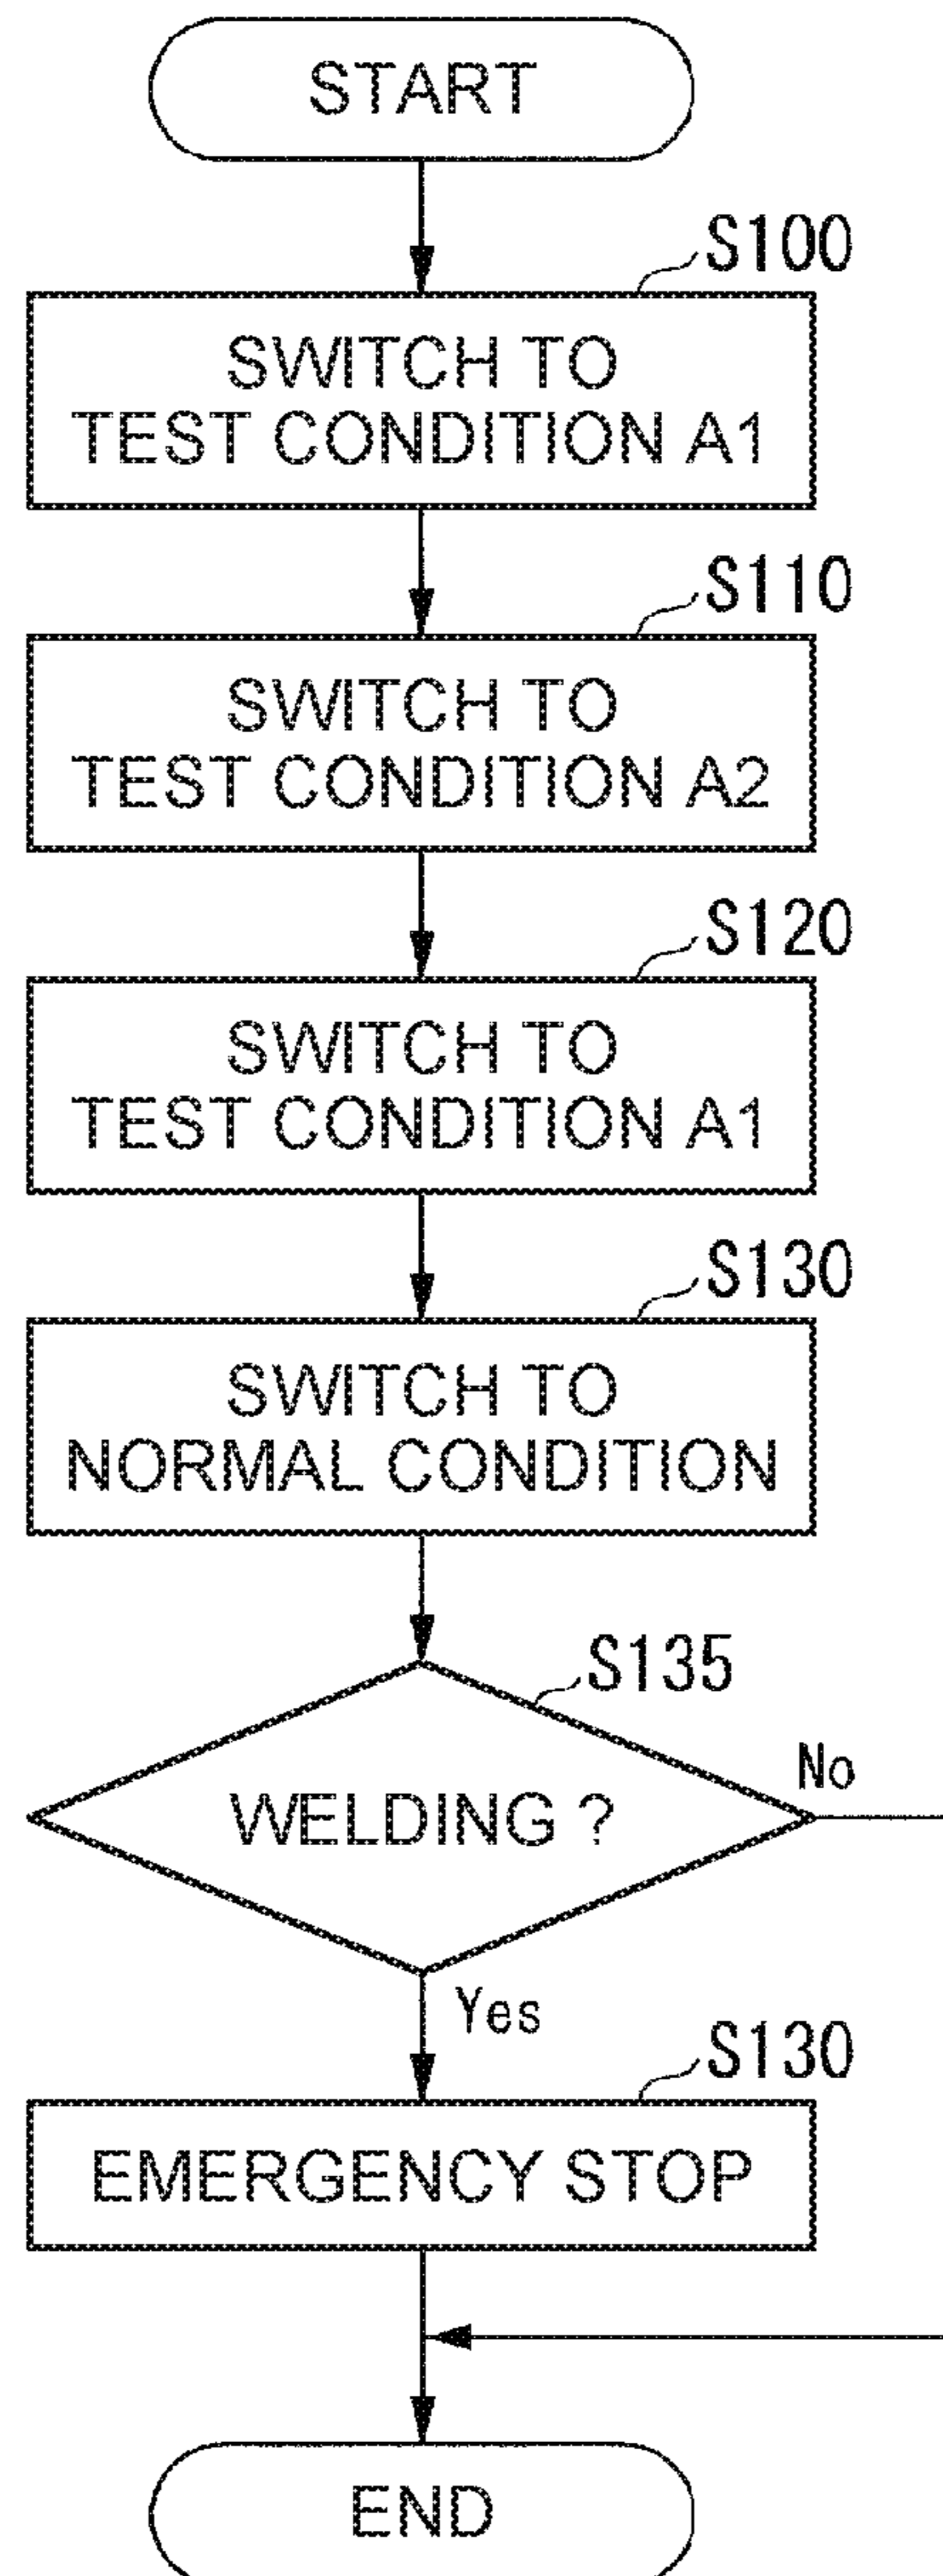 START
S100
SWITCH TO
TEST CONDITION A1
S110
SWITCH TO
TEST CONDITION A2
S120
SWITCH TO
TEST CONDITION A1
S130
SWITCH TO
NORMAL CONDITION
S135
WELDING ?
No
Yes
S130
EMERGENCY STOP
END